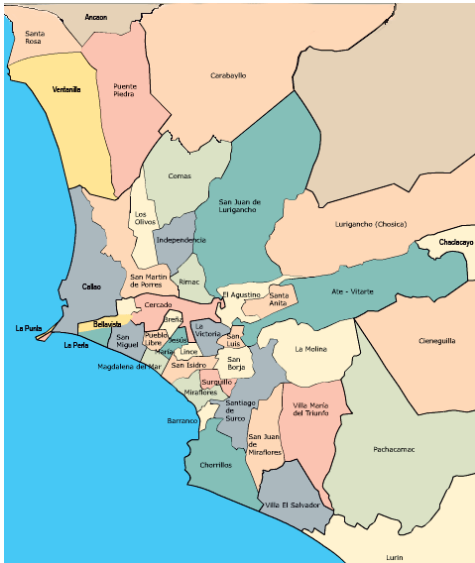 Ancaon
Santa
Rosa
Carabayllo
Ventanilla
Puente
Piedra
Comas
San Juan de
Lurigancho
Los
Olivos
Lurigancho (Chosica)
Independencia
Chaclacayo
Rimac
San Martin
de Porres
Callao
Ate - Vitarte
El Agustino
Santa
Anita
Cercado
Breña
Bellavista
La Punta
La
Victoria
Cieneguilla
San
Miguel
Pueblo
Libre
Jesús
María
San
Luis
La Perla
Lince
La Molina
San
Borja
Magdalena del Mar
San Isidro
Surquillo
Miraflores
Santiago
de
Surco
Villa María
del Triunfo
Barranco
San Juan
de
Miraflores
Pachacamac
Chorrillos
Villa El Salvador
Lurin